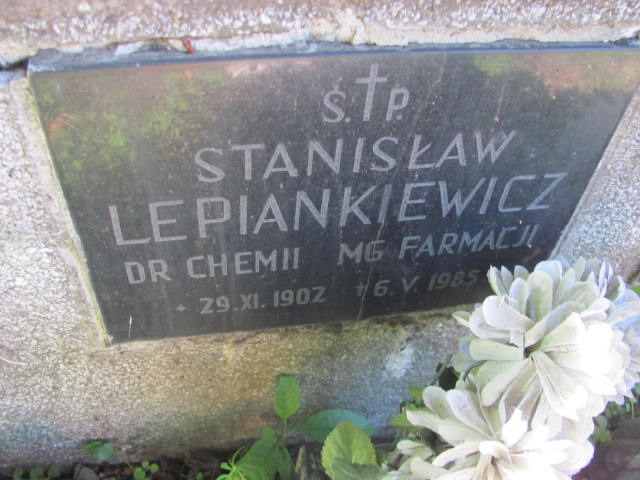 S.†P.
STANISŁAW
LEPIANKIEWICZ
DR CHEMII MG FARMACJI
* 29.XI.1902 † 6.V.1985